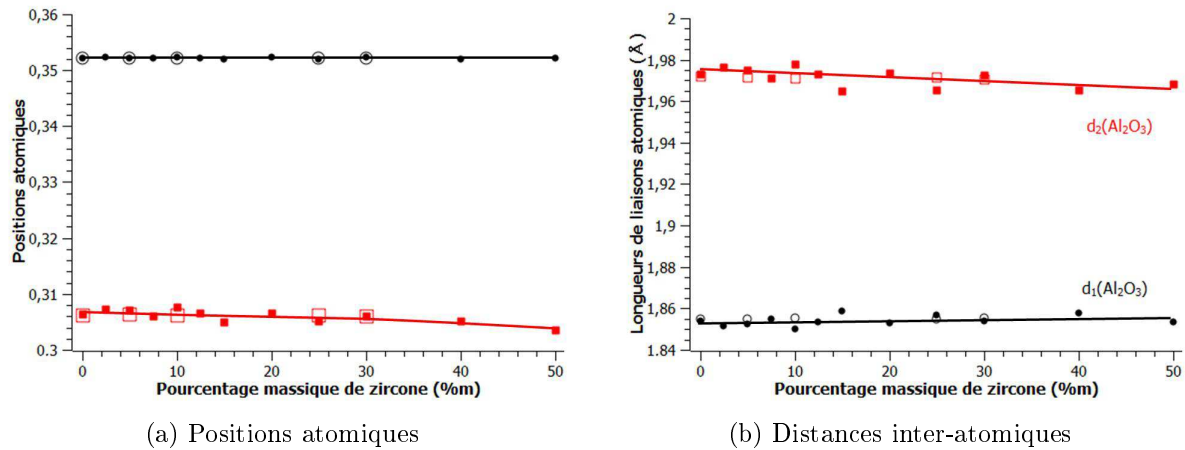 0,36
0,35
0,34
0,33
0,32
0,31
0.3
Positions atomiques
0 10 20 30 40 50
Pourcentage massique de zircone (%m)
(a) Positions atomiques
2
1,98
1,96
1,94
1,92
1,9
1,88
1,86
1.84
Longueurs de liaisons atomiques (Å)
d₂(Al₂O₃)
d₁(Al₂O₃)
0 10 20 30 40 50
Pourcentage massique de zircone (%m)
(b) Distances inter-atomiques